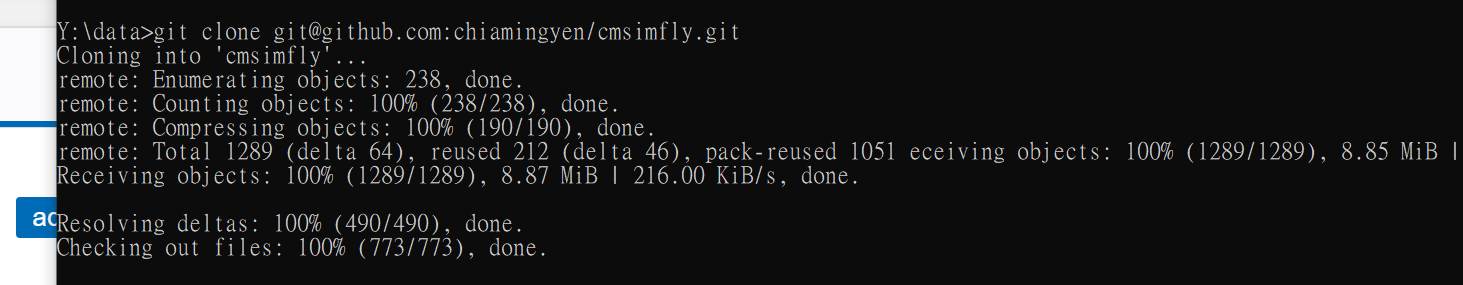 Y:\data>git clone git@github.com:chiamingyen/cmsimfly.git
Cloning into 'cmsimfly'...
remote: Enumerating objects: 238, done.
remote: Counting objects: 100% (238/238), done.
remote: Compressing objects: 100% (190/190), done.
remote: Total 1289 (delta 64), reused 212 (delta 46), pack-reused 1051 eceiving objects: 100% (1289/1289), 8.85 MiB |
Receiving objects: 100% (1289/1289), 8.87 MiB | 216.00 KiB/s, done.
Resolving deltas: 100% (490/490), done.
Checking out files: 100% (773/773), done.